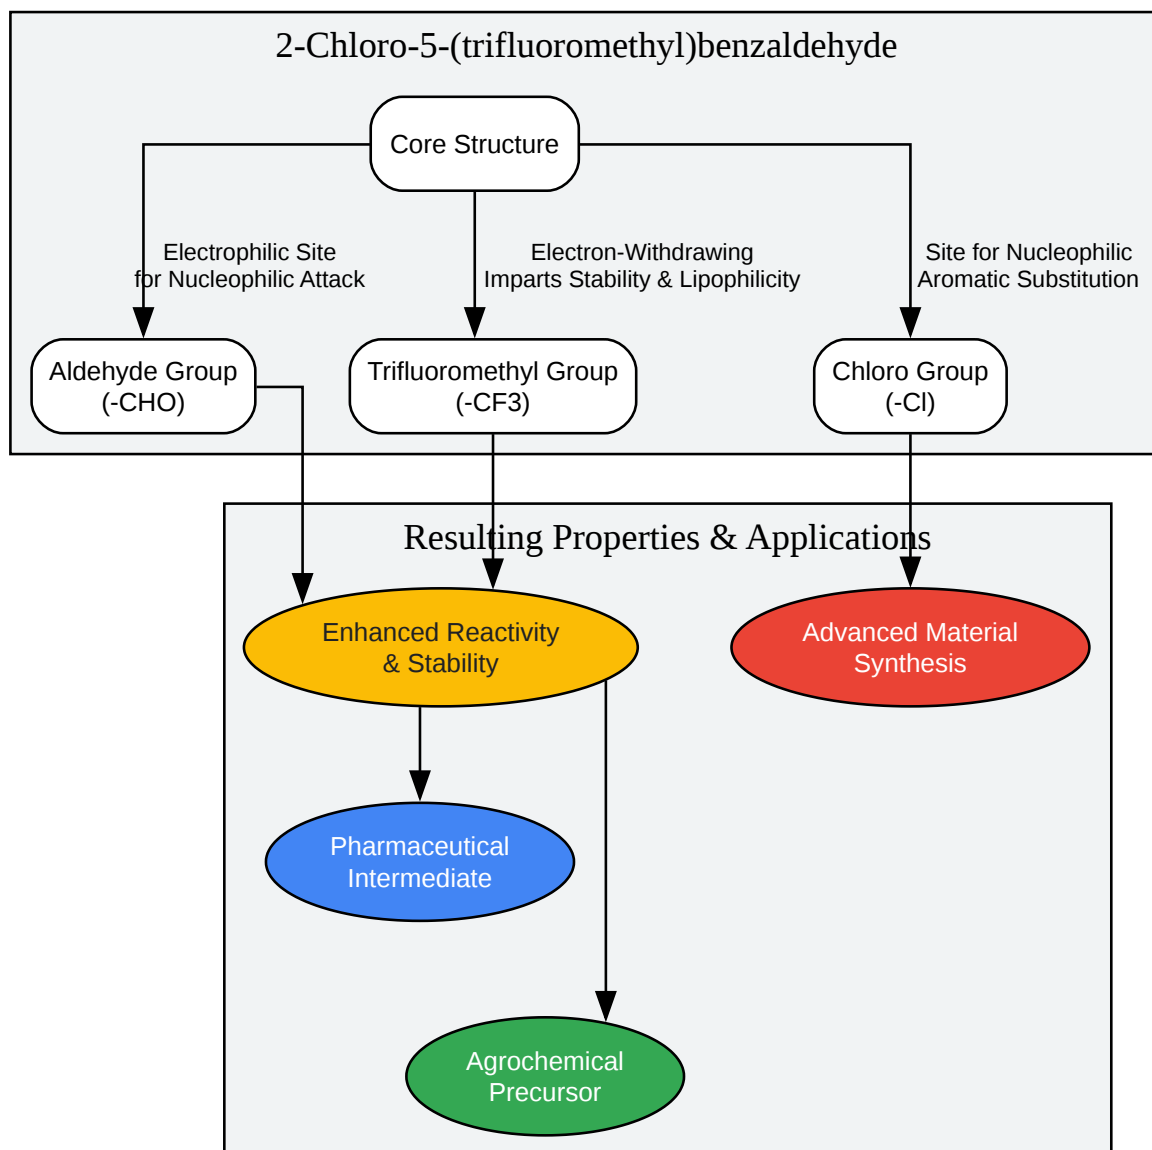 2-Chloro-5-(trifluoromethyl)benzaldehyde
Core Structure
Electrophilic Site
for Nucleophilic Attack
Electron-Withdrawing
Imparts Stability & Lipophilicity
Site for Nucleophilic
Aromatic Substitution
Aldehyde Group
(-CHO)
Trifluoromethyl Group
(-CF3)
Chloro Group
(-Cl)
Resulting Properties & Applications
Enhanced Reactivity
& Stability
Advanced Material
Synthesis
Pharmaceutical
Intermediate
Agrochemical
Precursor